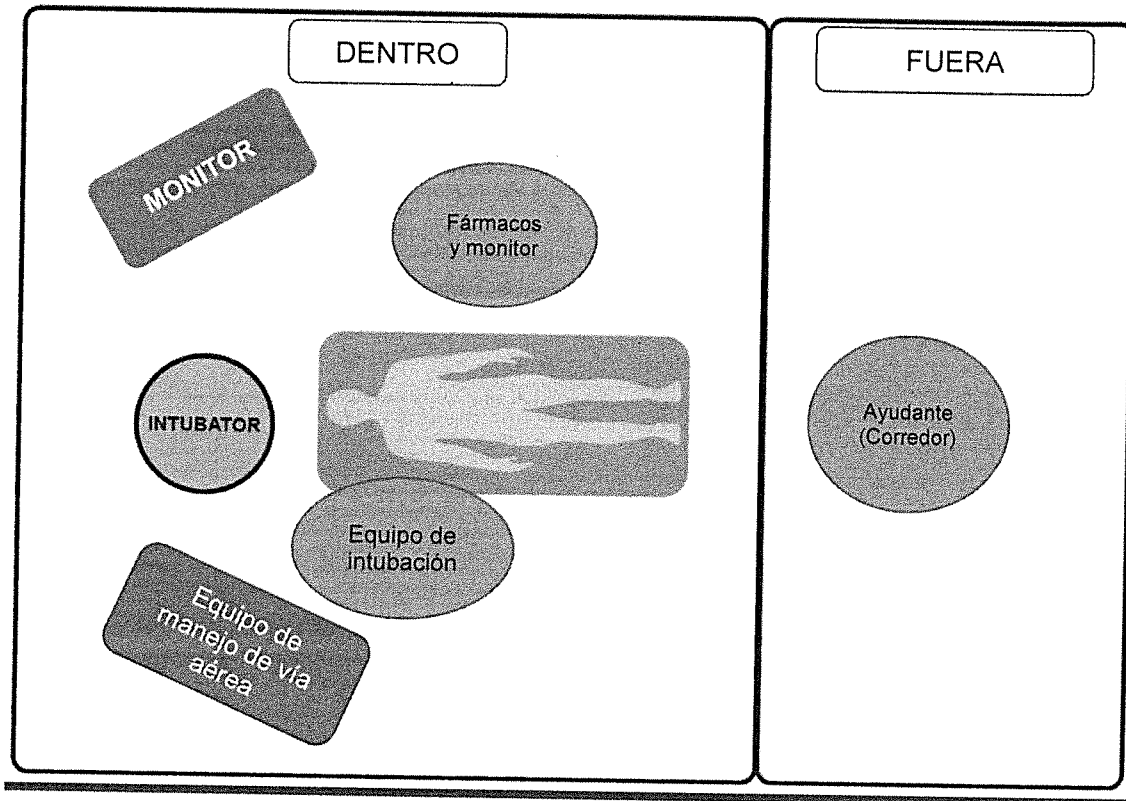 DENTRO
FUERA
MONITOR
Fármacos
y monitor
INTUBATOR
Ayudante
(Corredor)
Equipo de
intubación
Equipo de
manejo de vía
aérea